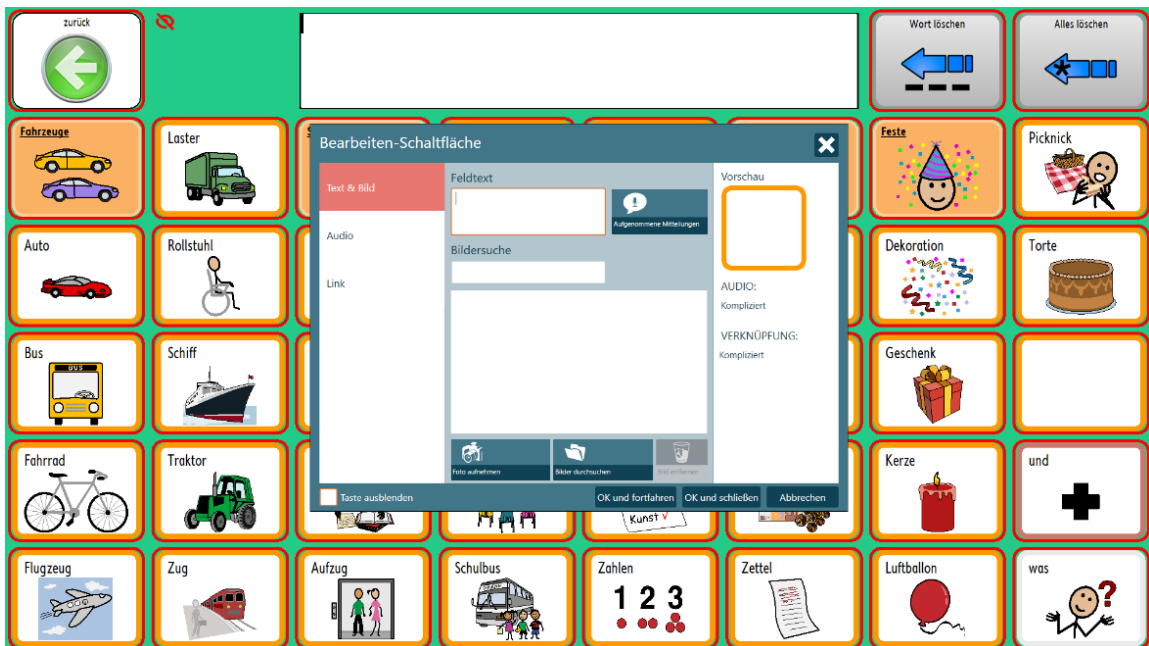 zurück
Wort löschen
Alles löschen
Fahrzeuge
Laster
Feste
Picknick
Auto
Rollstuhl
Dekoration
Torte
Bus
BUS
Schiff
Geschenk
Fahrrad
Traktor
Kerze
und
Kunst
Flugzeug
Zug
Aufzug
Schulbus
Zahlen
1 2 3
Zettel
Luftballon
was
?
Bearbeiten-Schaltfläche
Text & Bild
Audio
Link
Feldtext
Aufgenommene Mitteilungen
Bildersuche
Foto aufnehmen
Bilder durchsuchen
Bild entfernen
Vorschau
AUDIO:
Kompliziert
VERKNÜPFUNG:
Kompliziert
Taste ausblenden
OK und fortfahren
OK und schließen
Abbrechen